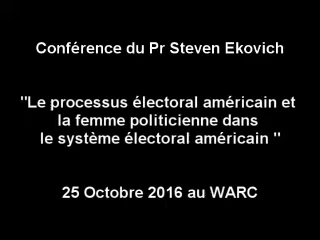 Conférence du Pr Steven Ekovich
"Le processus électoral américain et
la femme politicienne dans
le système électoral américain "
25 Octobre 2016 au WARC